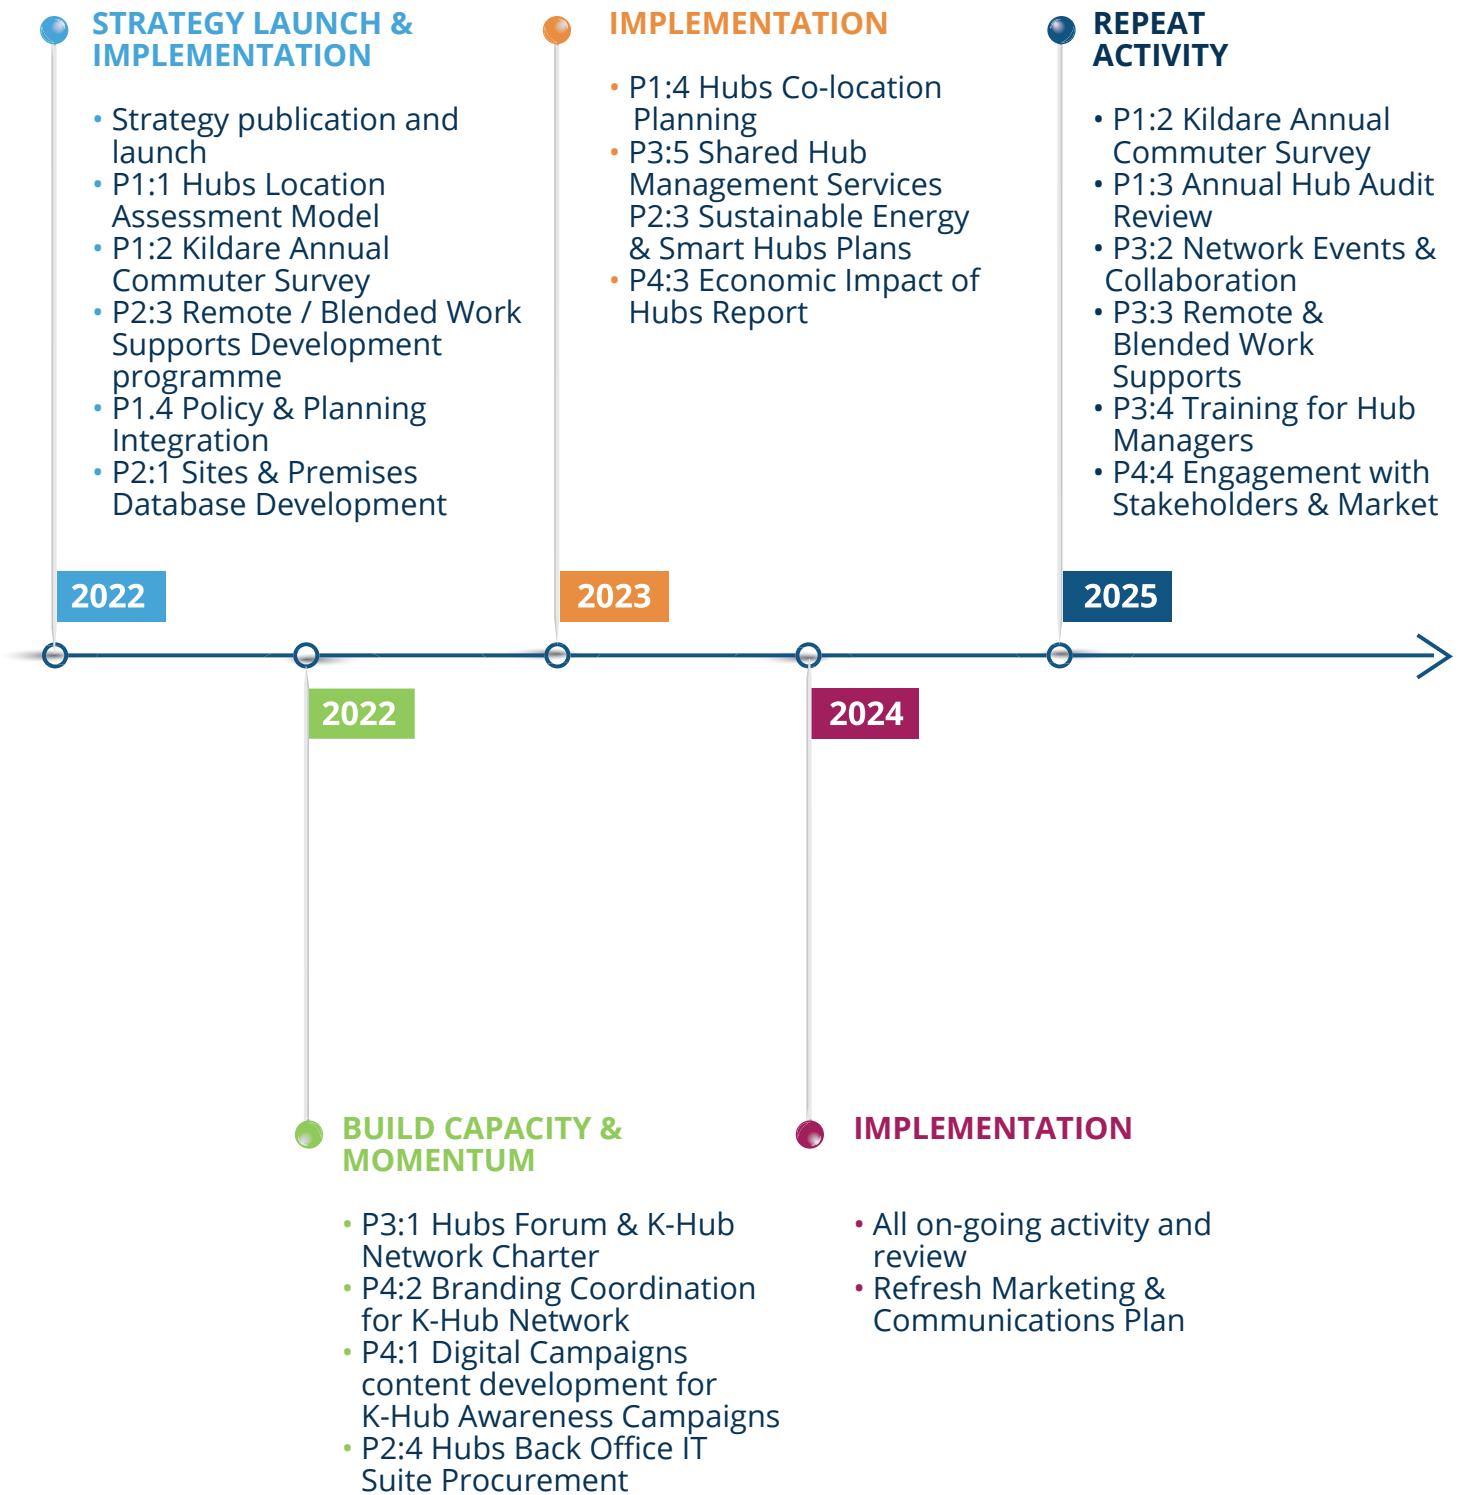 STRATEGY LAUNCH &
IMPLEMENTATION
• Strategy publication and
launch
• P1:1 Hubs Location
Assessment Model
• P1:2 Kildare Annual
Commuter Survey
• P2:3 Remote / Blended Work
Supports Development
programme
• P1.4 Policy & Planning
Integration
• P2:1 Sites & Premises
Database Development
2022
IMPLEMENTATION
• P1:4 Hubs Co-location
Planning
• P3:5 Shared Hub
Management Services
P2:3 Sustainable Energy
& Smart Hubs Plans
• P4:3 Economic Impact of
Hubs Report
2023
REPEAT
ACTIVITY
• P1:2 Kildare Annual
Commuter Survey
• P1:3 Annual Hub Audit
Review
• P3:2 Network Events &
Collaboration
• P3:3 Remote &
Blended Work
Supports
• P3:4 Training for Hub
Managers
• P4:4 Engagement with
Stakeholders & Market
2025
2022
BUILD CAPACITY &
MOMENTUM
• P3:1 Hubs Forum & K-Hub
Network Charter
• P4:2 Branding Coordination
for K-Hub Network
• P4:1 Digital Campaigns
content development for
K-Hub Awareness Campaigns
• P2:4 Hubs Back Office IT
Suite Procurement
2024
IMPLEMENTATION
• All on-going activity and
review
• Refresh Marketing &
Communications Plan